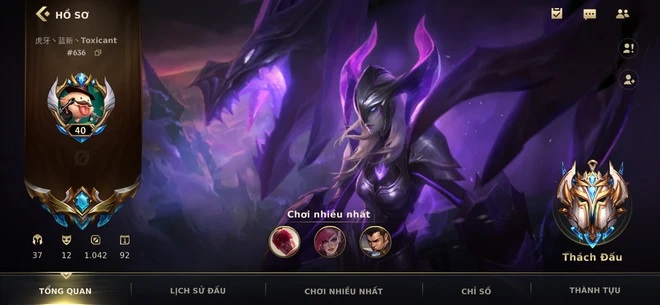 HỒ SƠ
虎牙丶蓝新丶Toxicant
#636
40
37 12 1.042 92
Chơi nhiều nhất
Thách Đấu
TỔNG QUAN
LỊCH SỬ ĐẤU
CHƠI NHIỀU NHẤT
CHỈ SỐ
THÀNH TỰU